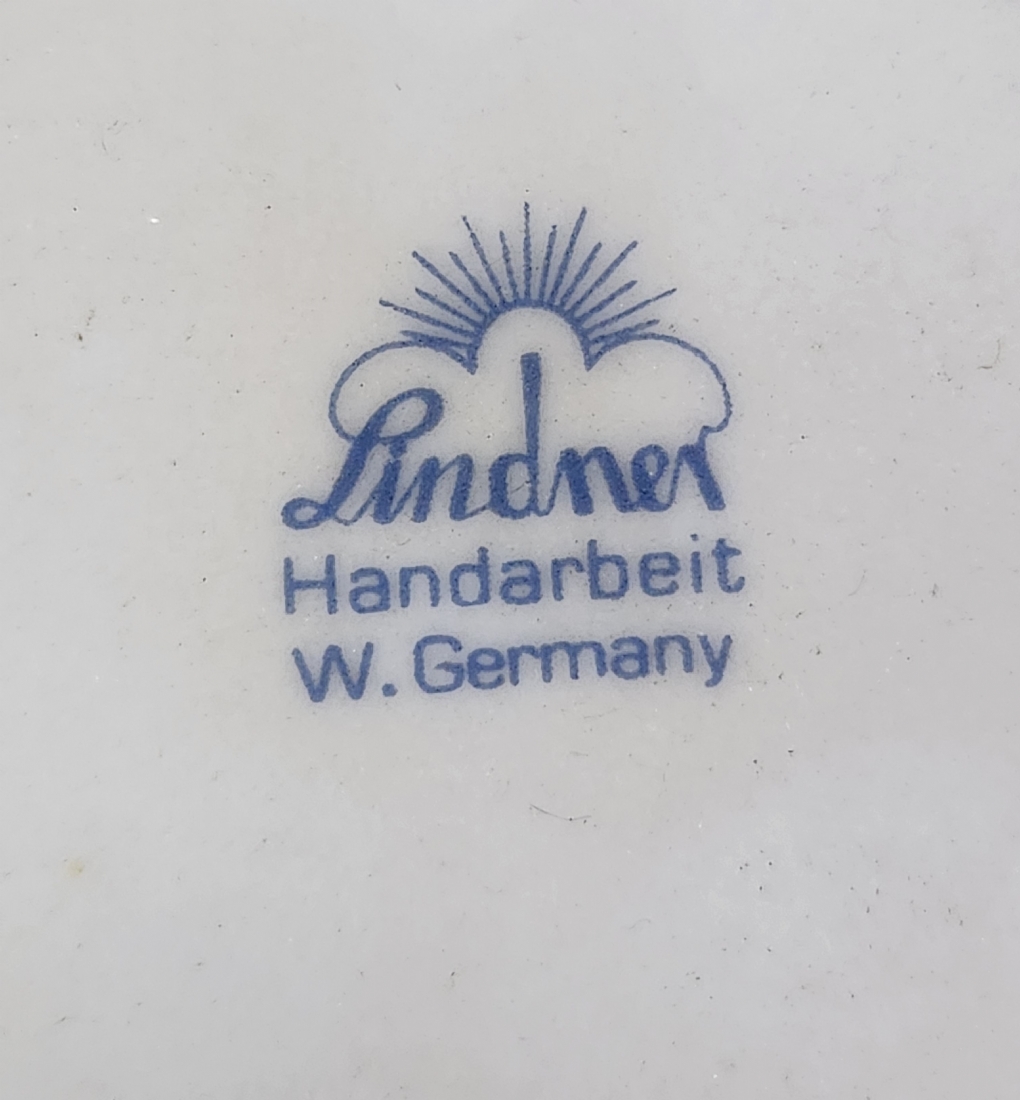 Lindner
Handarbeit
W. Germany